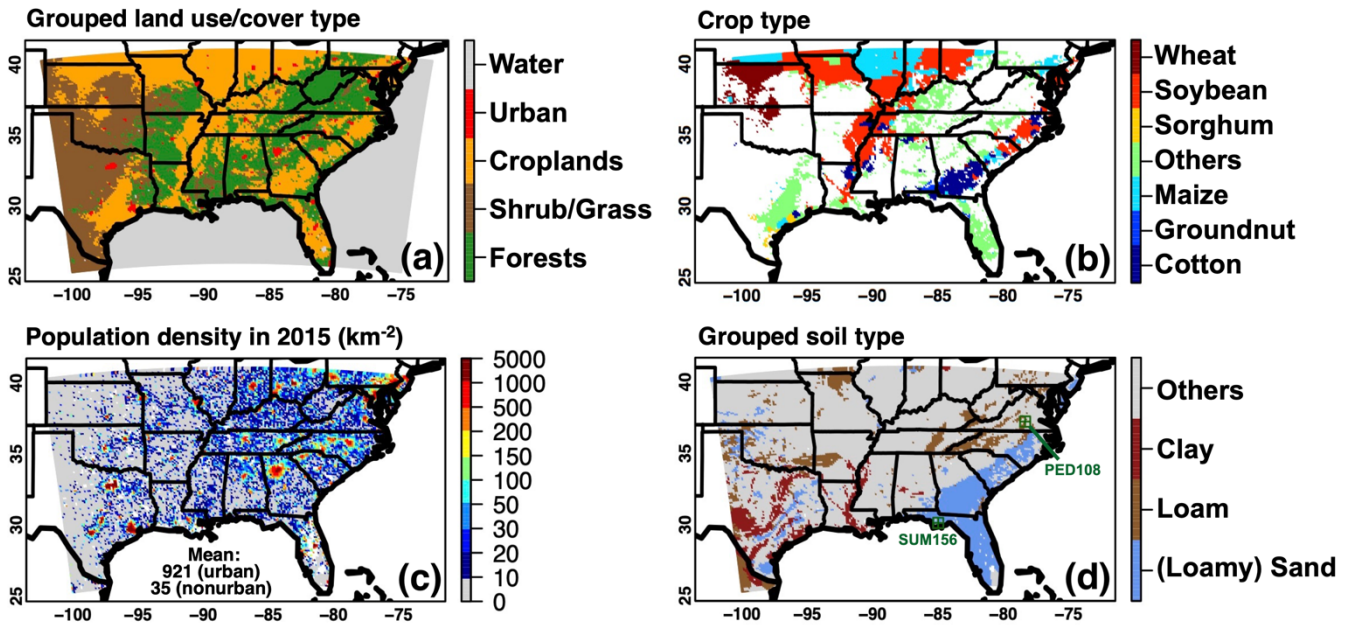 Grouped land use/cover type
40
35
30
25
−100 −95 −90 −85 −80 −75
(a)
Water
Urban
Croplands
Shrub/Grass
Forests
Crop type
40
35
30
25
−100 −95 −90 −85 −80 −75
(b)
Wheat
Soybean
Sorghum
Others
Maize
Groundnut
Cotton
Population density in 2015 (km-2)
40
35
30
25
−100 −95 −90 −85 −80 −75
Mean:
921 (urban)
35 (nonurban)
(c)
5000
1000
500
200
150
100
50
30
20
10
0
Grouped soil type
40
35
30
25
−100 −95 −90 −85 −80 −75
PED108
SUM156
(d)
Others
Clay
Loam
(Loamy) Sand